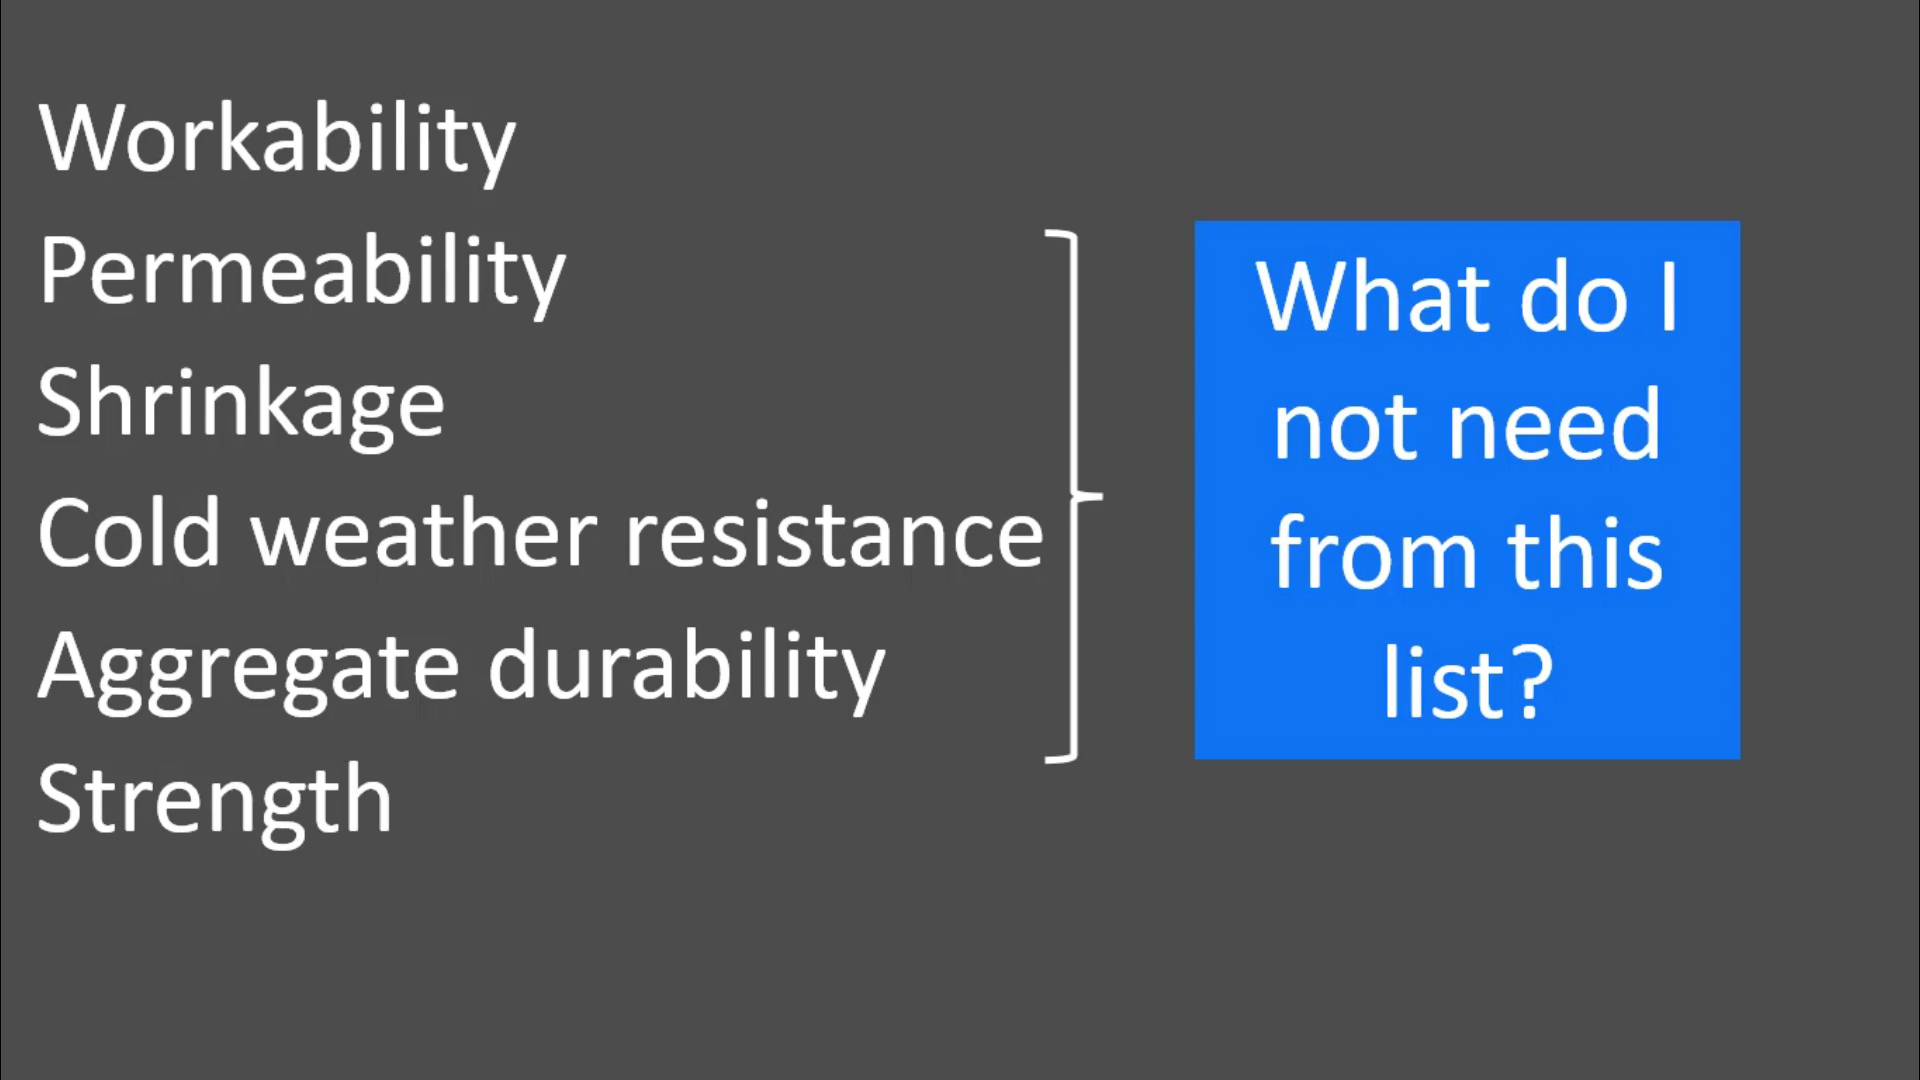 Workability
Permeability
Shrinkage
Cold weather resistance
Aggregate durability
Strength
What do I
not need
from this
list?